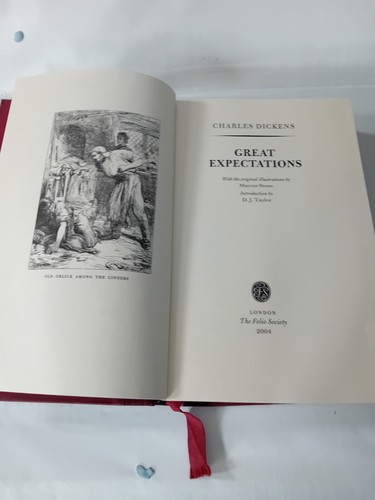 OLD ORLICK AMONG THE CINDERS
CHARLES DICKENS
GREAT
EXPECTATIONS
With the original illustrations by
Marcus Stone
Introduction by
D. J. Taylor
LONDON
The Folio Society
2004